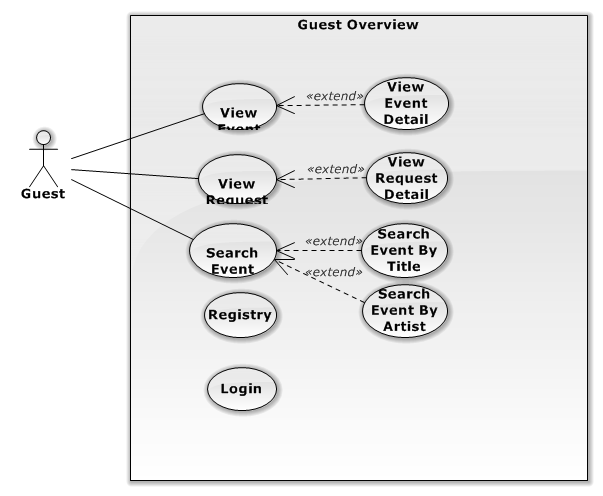 Guest Overview
View
Event
«extend»
View
Event
Detail
Guest
View
Request
«extend»
View
Request
Detail
Search
Event
«extend»
Search
Event By
Title
«extend»
Search
Event By
Artist
Registry
Login